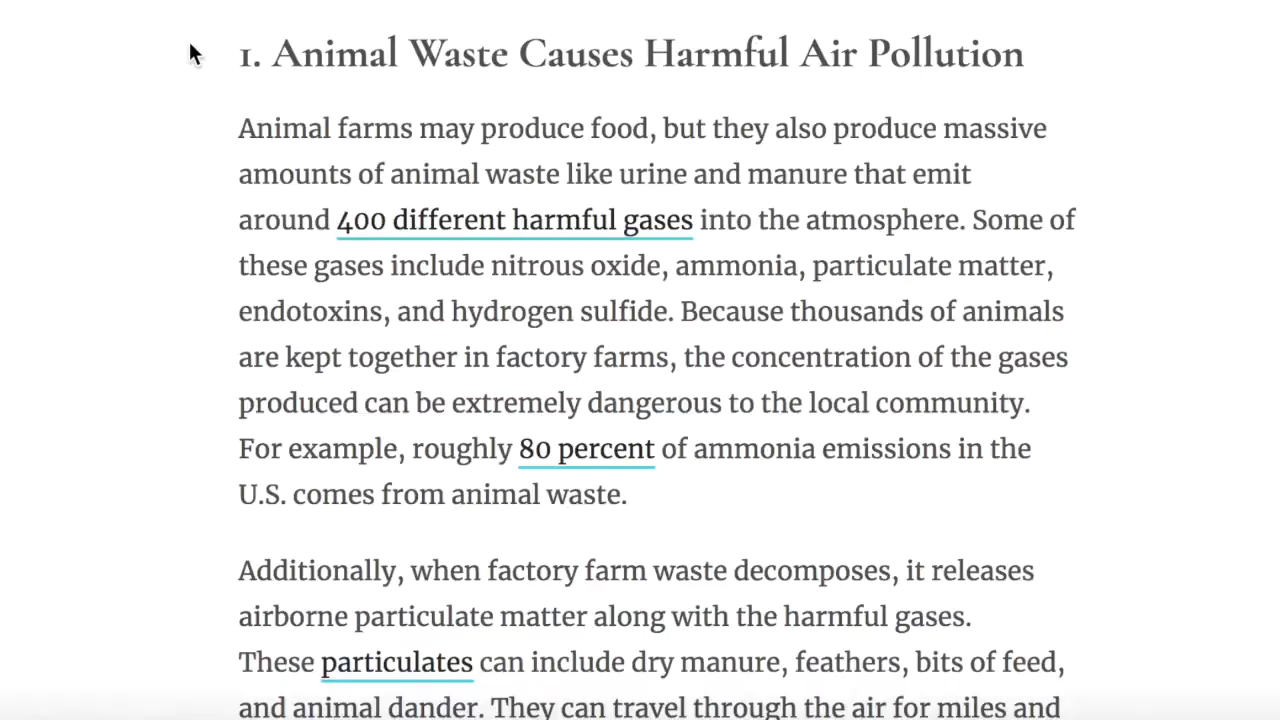 1. Animal Waste Causes Harmful Air Pollution
Animal farms may produce food, but they also produce massive
amounts of animal waste like urine and manure that emit
around 400 different harmful gases into the atmosphere. Some of
these gases include nitrous oxide, ammonia, particulate matter,
endotoxins, and hydrogen sulfide. Because thousands of animals
are kept together in factory farms, the concentration of the gases
produced can be extremely dangerous to the local community.
For example, roughly 80 percent of ammonia emissions in the
U.S. comes from animal waste.
Additionally, when factory farm waste decomposes, it releases
airborne particulate matter along with the harmful gases.
These particulates can include dry manure, feathers, bits of feed,
and animal dander. They can travel through the air for miles and